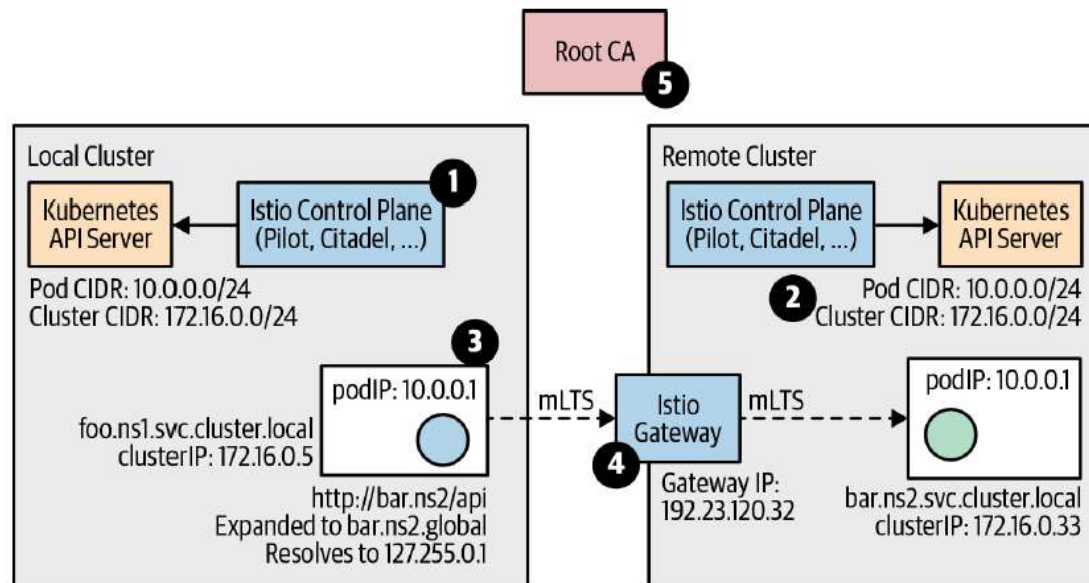 Root CA
5
Local Cluster
Kubernetes
API Server
1
Istio Control Plane
(Pilot, Citadel, ...)
Pod CIDR: 10.0.0.0/24
Cluster CIDR: 172.16.0.0/24
3
podIP: 10.0.0.1
foo.ns1.svc.cluster.local
clusterIP: 172.16.0.5
http://bar.ns2/api
Expanded to bar.ns2.global
Resolves to 127.255.0.1
mLTS
Remote Cluster
Istio Control Plane
(Pilot, Citadel, ...)
Kubernetes
API Server
2
Pod CIDR: 10.0.0.0/24
Cluster CIDR: 172.16.0.0/24
Istio
Gateway
4
mLTS
Gateway IP:
192.23.120.32
podIP: 10.0.0.1
bar.ns2.svc.cluster.local
clusterIP: 172.16.0.33